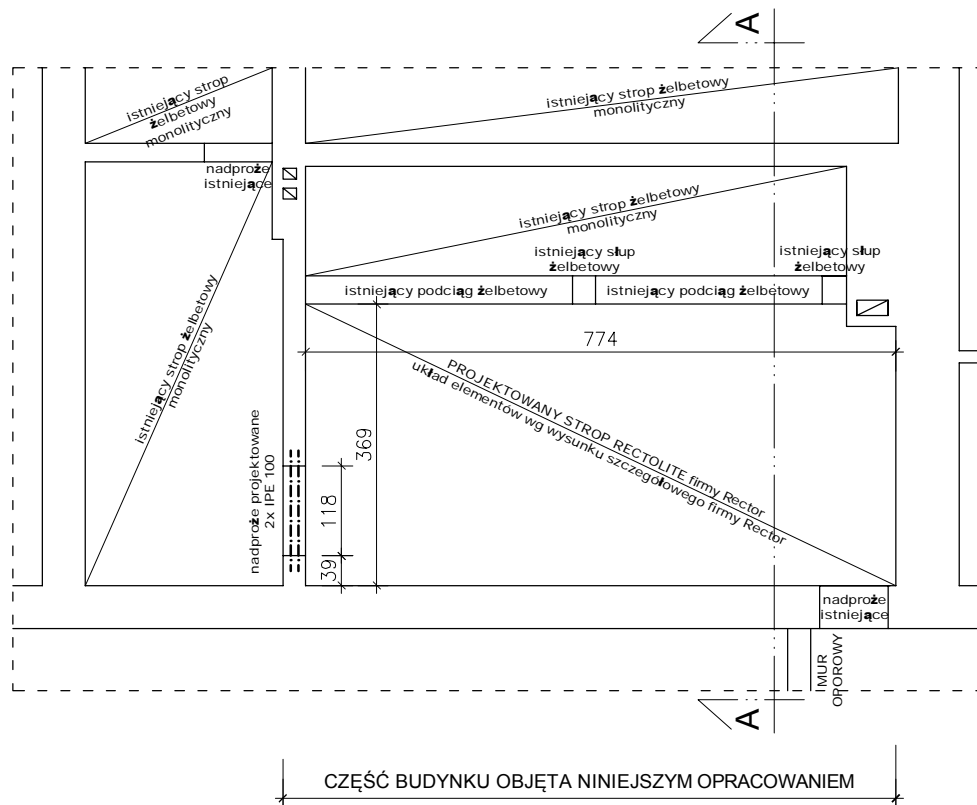 A
istniejący strop
żelbetowy
monolityczny
istniejący strop żelbetowy
monolityczny
nadproże
istniejące
istniejący strop żelbetowy
monolityczny
istniejący słup
żelbetowy
istniejący słup
żelbetowy
istniejący podciąg żelbetowy
istniejący podciąg żelbetowy
774
istniejący strop żelbetowy
monolityczny
PROJEKTOWANY STROP RECTOLITE firmy Rector
układ elementów wg wysunku szczegółowego firmy Rector
369
nadproże projektowane
2x IPE 100
118
39
nadproże
istniejące
MUR
OPOROWY
A
CZĘŚĆ BUDYNKU OBJĘTA NINIEJSZYM OPRACOWANIEM